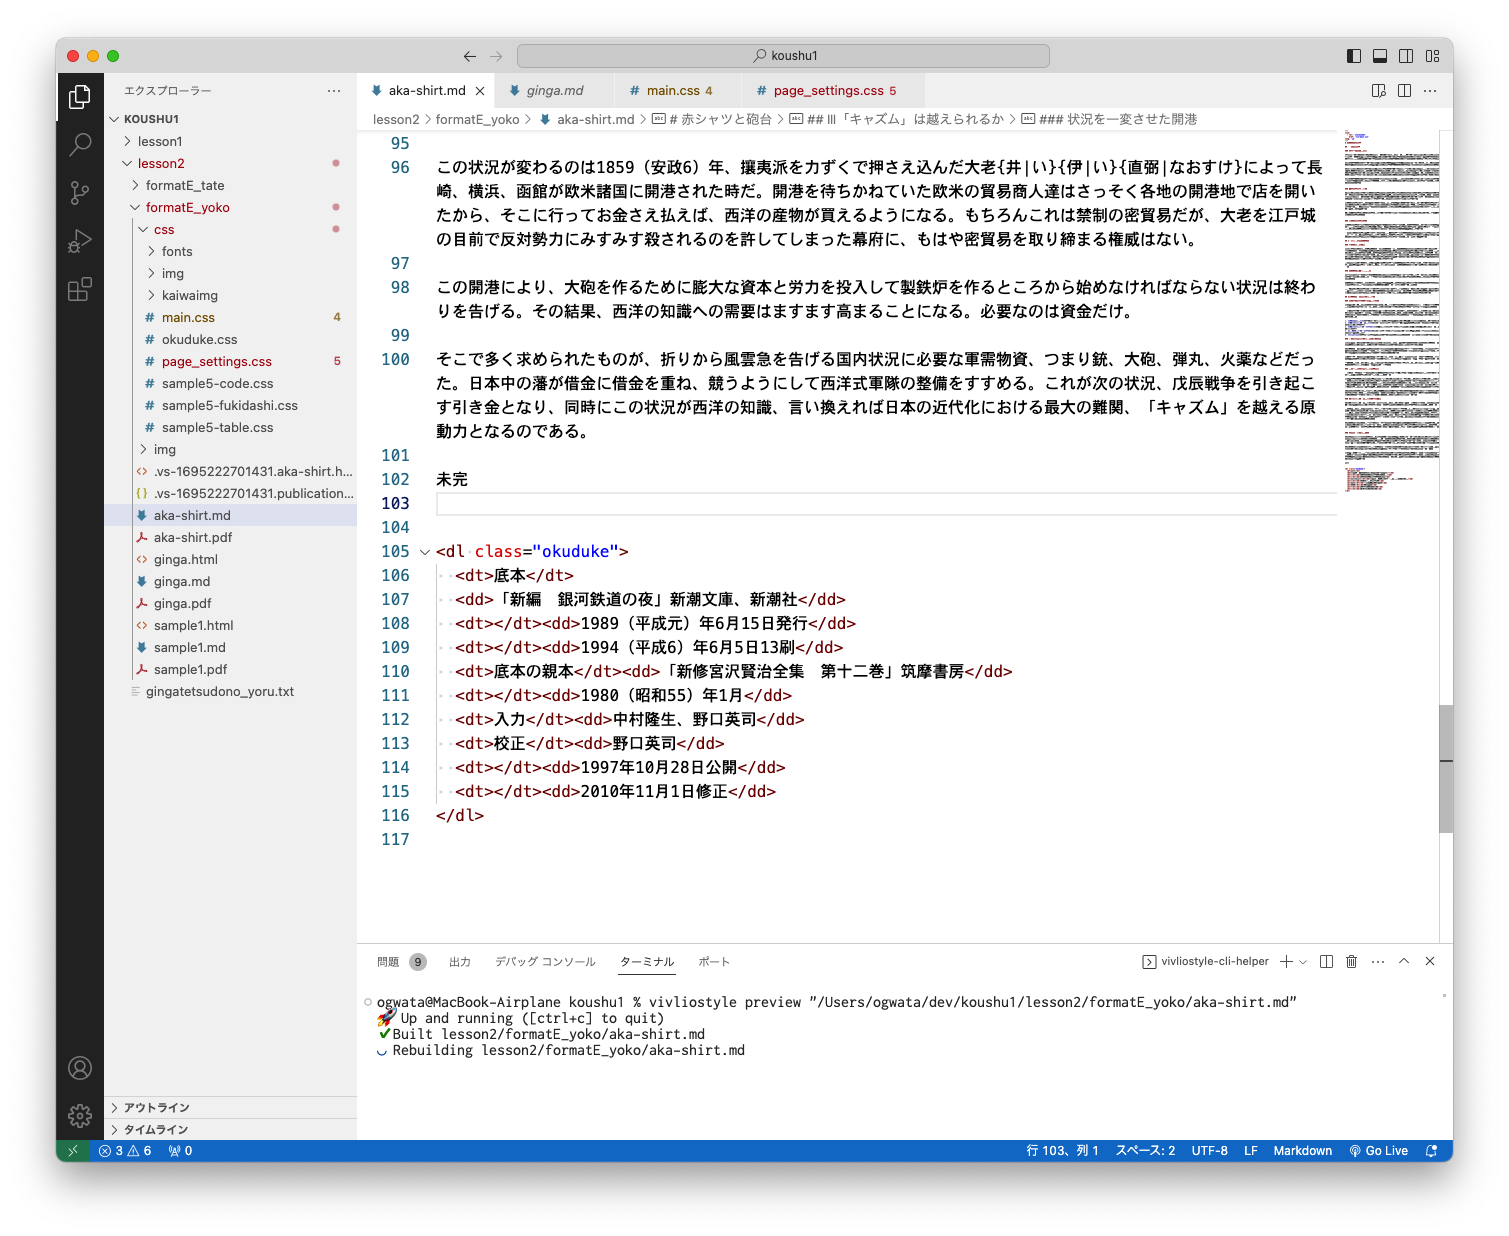 koushu1
エクスプローラー
KOUSHU1
lesson1
lesson2
formatE_tate
formatE_yoko
css
fonts
img
kaiwaimg
main.css 4
okuduke.css
page_settings.css 5
sample5-code.css
sample5-fukidashi.css
sample5-table.css
img
.vs-1695222701431.aka-shirt.h...
.vs-1695222701431.publication...
aka-shirt.md
aka-shirt.pdf
ginga.html
ginga.md
ginga.pdf
sample1.html
sample1.md
sample1.pdf
gingatetsudono_yoru.txt
アウトライン
タイムライン
aka-shirt.md ginga.md main.css 4 page_settings.css 5
lesson2 > formatE_yoko > aka-shirt.md > # 赤シャツと砲台 > ## Ⅲ「キャズム」は越えられるか > ### 状況を一変させた開港
95
96 この状況が変わるのは1859（安政6）年、攘夷派を力ずくで押さえ込んだ大老{井|い}{伊|い}{直弼|なおすけ}によって長
崎、横浜、函館が欧米諸国に開港された時だ。開港を待ちかねていた欧米の貿易商人達はさっそく各地の開港地で店を開い
たから、そこに行ってお金さえ払えば、西洋の産物が買えるようになる。もちろんこれは禁制の密貿易だが、大老を江戸城
の目前で反対勢力にみすみす殺されるのを許してしまった幕府に、もはや密貿易を取り締まる権威はない。
97
98 この開港により、大砲を作るために膨大な資本と労力を投入して製鉄炉を作るところから始めなければならない状況は終わ
りを告げる。その結果、西洋の知識への需要はますます高まることになる。必要なのは資金だけ。
99
100 そこで多く求められたものが、折りから風雲急を告げる国内状況に必要な軍需物資、つまり銃、大砲、弾丸、火薬などだっ
た。日本中の藩が借金に借金を重ね、競うようにして西洋式軍隊の整備をすすめる。これが次の状況、戊辰戦争を引き起こ
す引き金となり、同時にこの状況が西洋の知識、言い換えれば日本の近代化における最大の難関、「キャズム」を越える原
動力となるのである。
101
102 未完
103
104
105 <dl class="okuduke">
106 <dt>底本</dt>
107 <dd>「新編　銀河鉄道の夜」新潮文庫、新潮社</dd>
108 <dt></dt><dd>1989（平成元）年6月15日発行</dd>
109 <dt></dt><dd>1994（平成6）年6月5日13刷</dd>
110 <dt>底本の親本</dt><dd>「新修宮沢賢治全集　第十二巻」筑摩書房</dd>
111 <dt></dt><dd>1980（昭和55）年1月</dd>
112 <dt>入力</dt><dd>中村隆生、野口英司</dd>
113 <dt>校正</dt><dd>野口英司</dd>
114 <dt></dt><dd>1997年10月28日公開</dd>
115 <dt></dt><dd>2010年11月1日修正</dd>
116 </dl>
117
問題 9 出力 デバッグ コンソール ターミナル ポート vivliostyle-cli-helper
ogwata@MacBook-Airplane koushu1 % vivliostyle preview "/Users/ogwata/dev/koushu1/lesson2/formatE_yoko/aka-shirt.md"
Up and running ([ctrl+c] to quit)
Built lesson2/formatE_yoko/aka-shirt.md
Rebuilding lesson2/formatE_yoko/aka-shirt.md
3 6 0 行 103、列 1 スペース: 2 UTF-8 LF Markdown Go Live